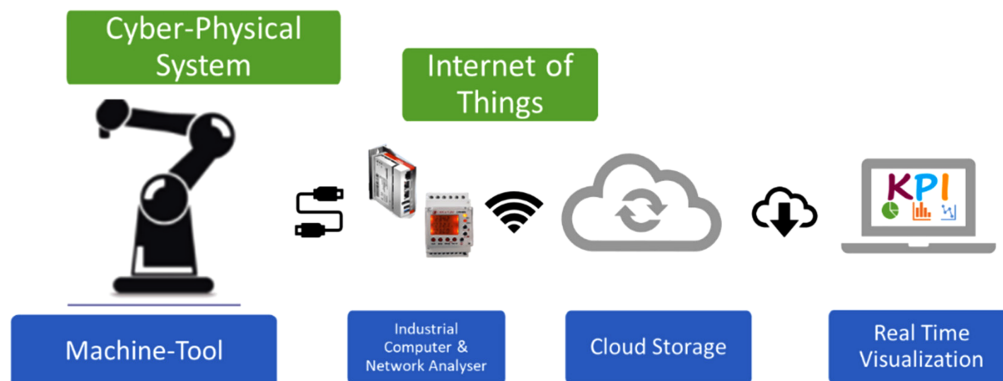 Cyber-Physical
System
Internet of
Things
KPI
Machine-Tool
Industrial
Computer &
Network Analyser
Cloud Storage
Real Time
Visualization